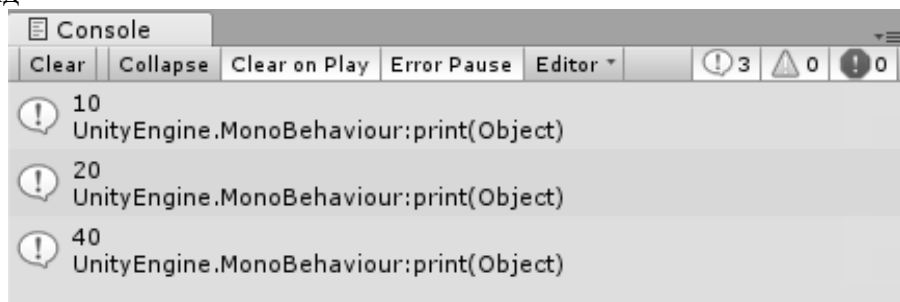 Console
Clear Collapse Clear on Play Error Pause Editor 3 0 0
10
UnityEngine.MonoBehaviour:print(Object)
20
UnityEngine.MonoBehaviour:print(Object)
40
UnityEngine.MonoBehaviour:print(Object)